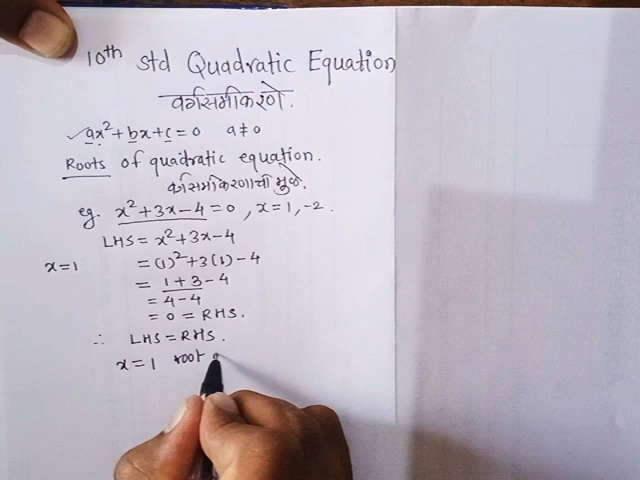 10th std Quadratic Equation
वर्गसमीकरणे.
✓ax²+bx+c=0 a≠0
Roots of quadratic equation.
वर्गसमीकरणाची मुळे.
eg. x²+3x-4=0, x=1,-2.
LHS = x²+3x-4
x=1 = (1)²+3(1)-4
= 1+3-4
= 4-4
= 0 = RHS.
∴ LHS=RHS.
x=1 root